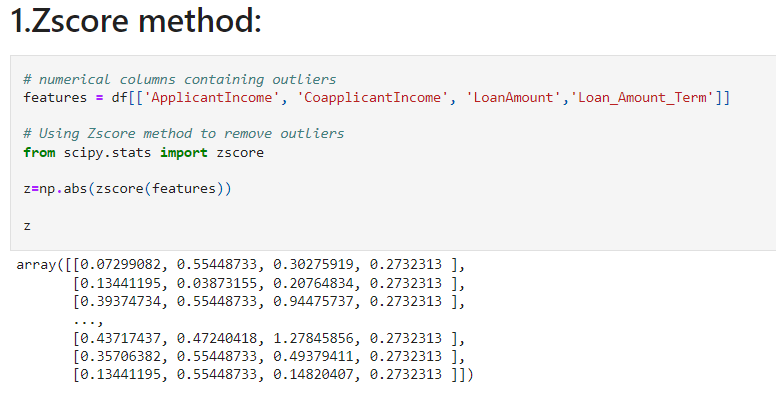 1.Zscore method:
# numerical columns containing outliers
features = df[['ApplicantIncome', 'CoapplicantIncome', 'LoanAmount','Loan_Amount_Term']]
# Using Zscore method to remove outliers
from scipy.stats import zscore
z=np.abs(zscore(features))
z
array([[0.07299082, 0.55448733, 0.30275919, 0.2732313 ],
[0.13441195, 0.03873155, 0.20764834, 0.2732313 ],
[0.39374734, 0.55448733, 0.94475737, 0.2732313 ],
...,
[0.43717437, 0.47240418, 1.27845856, 0.2732313 ],
[0.35706382, 0.55448733, 0.49379411, 0.2732313 ],
[0.13441195, 0.55448733, 0.14820407, 0.2732313 ]])